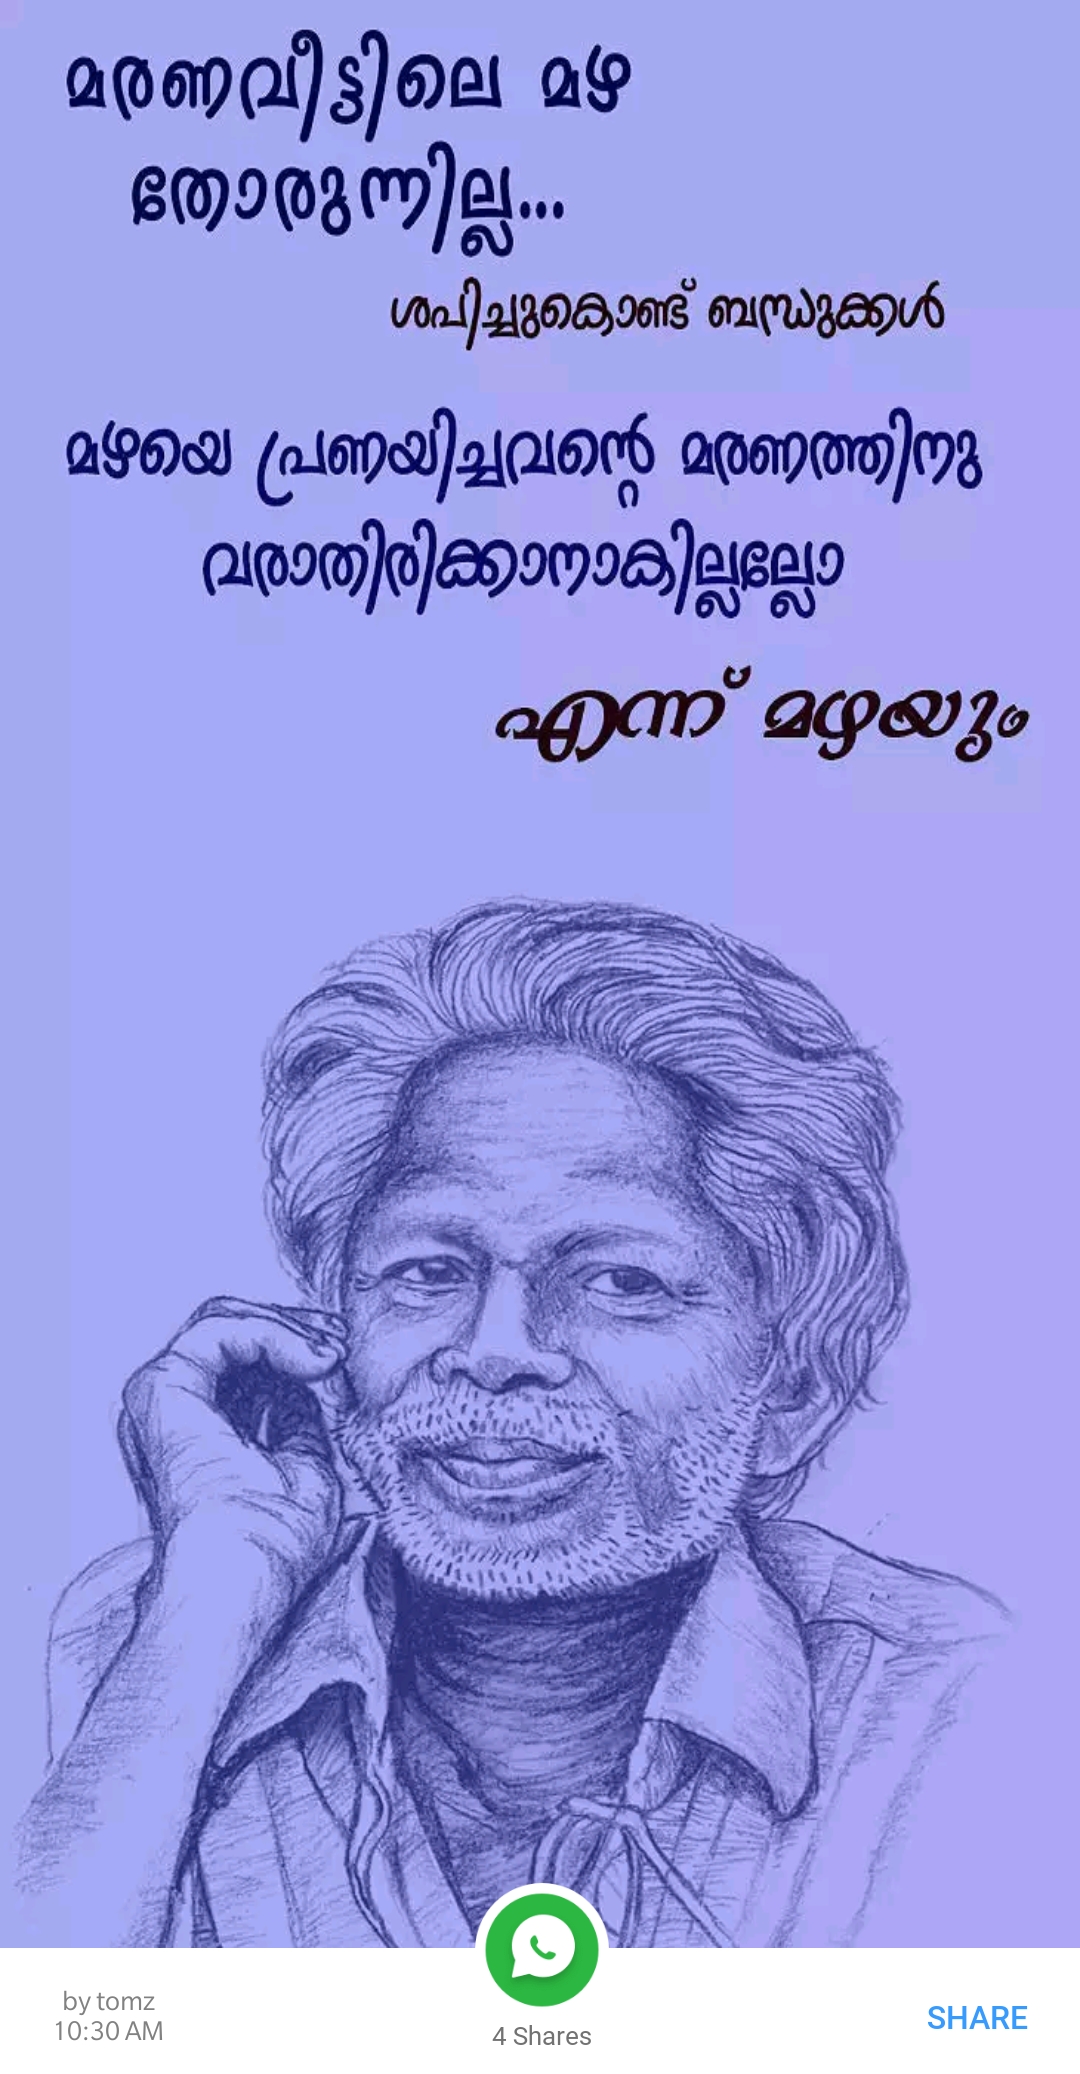 മരണവീട്ടിലെ മഴ
തോരുന്നില്ല...
ശപിച്ചുകൊണ്ട് ബന്ധുക്കൾ
മഴയെ പ്രണയിച്ചവന്റെ മരണത്തിനു
വരാതിരിക്കാനാകില്ലല്ലോ
എന്ന് മഴയും
by tomz
10:30 AM
4 Shares
SHARE